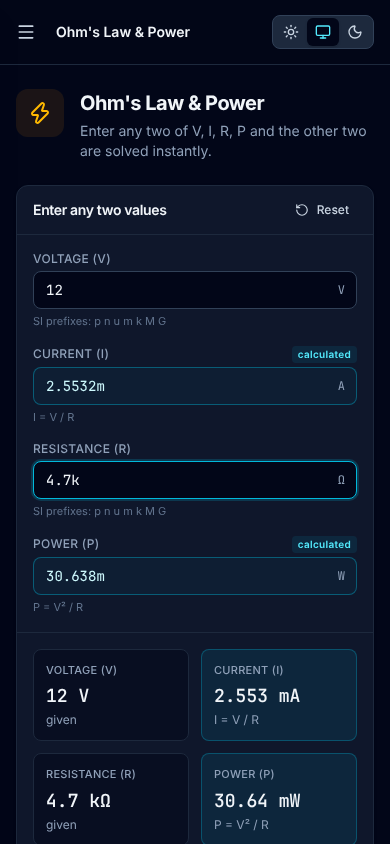 Ohm's Law & Power
Ohm's Law & Power
Enter any two of V, I, R, P and the other two
are solved instantly.
Enter any two values
Reset
VOLTAGE (V)
12 V
SI prefixes: p n u m k M G
CURRENT (I) calculated
2.5532m A
I = V / R
RESISTANCE (R)
4.7k Ω
SI prefixes: p n u m k M G
POWER (P) calculated
30.638m W
P = V² / R
VOLTAGE (V)
12 V
given
CURRENT (I)
2.553 mA
I = V / R
RESISTANCE (R)
4.7 kΩ
given
POWER (P)
30.64 mW
P = V² / R